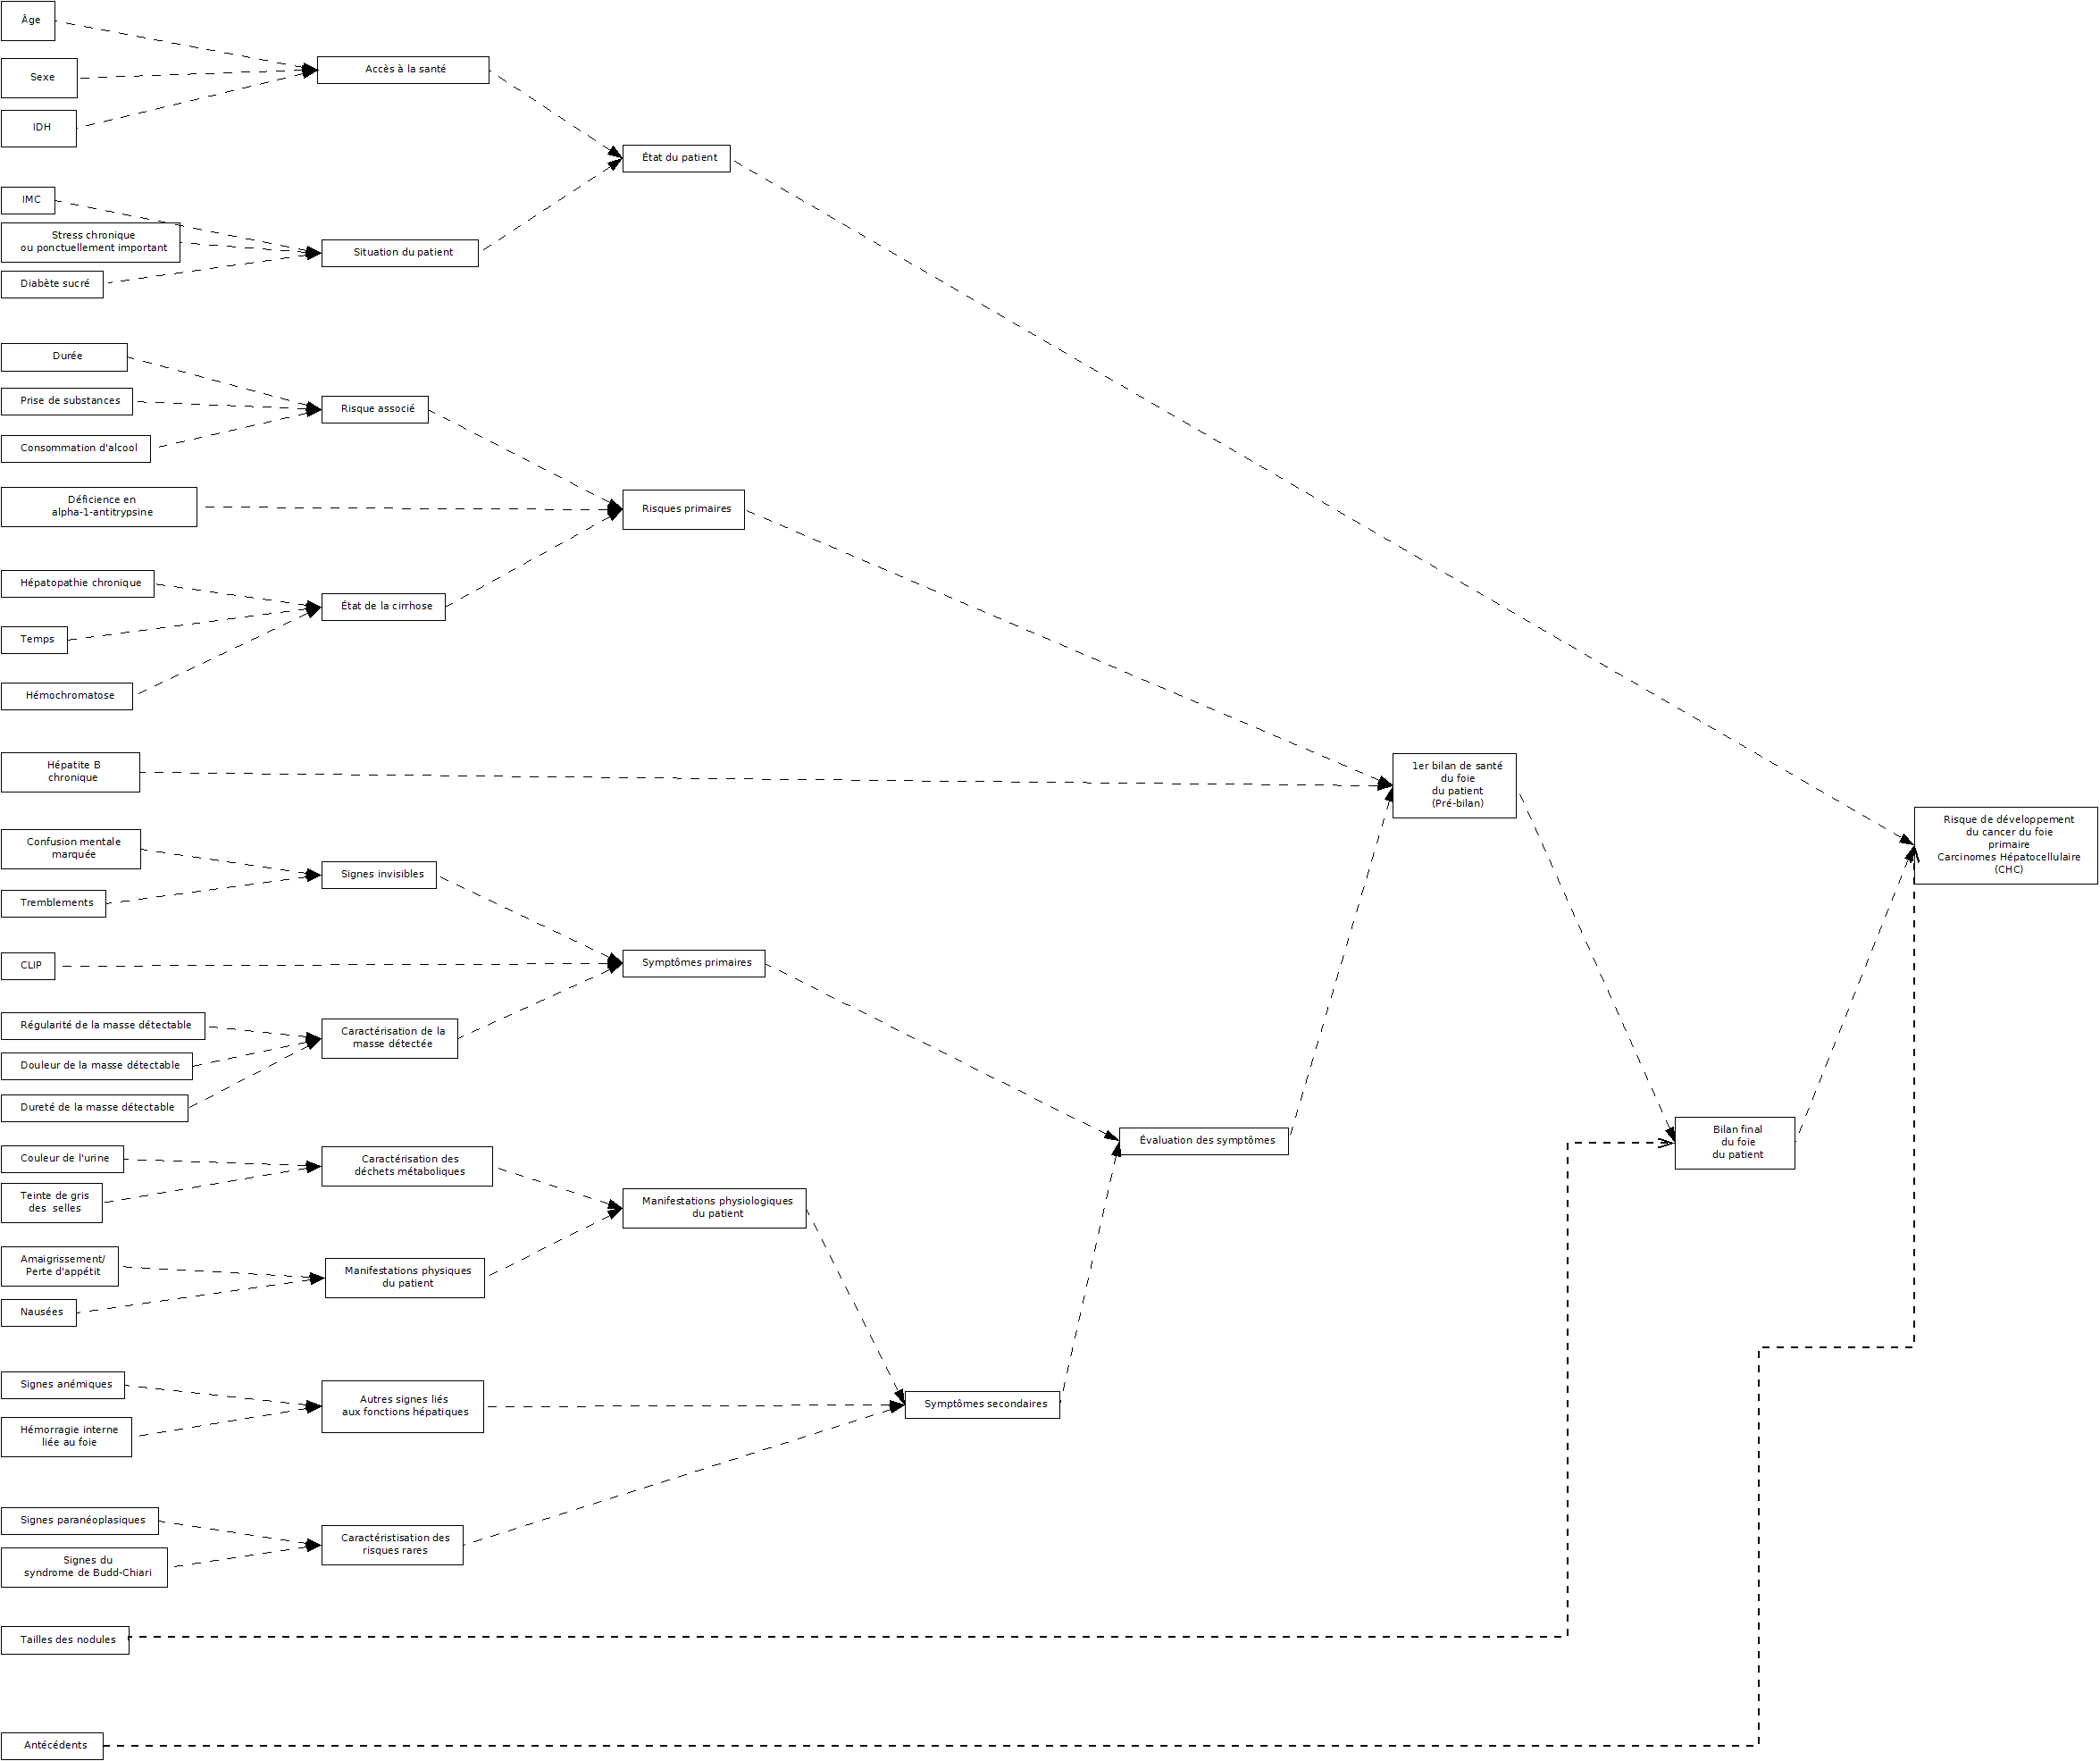 Âge
Sexe
IDH
Accès à la santé
État du patient
IMC
Stress chronique
ou ponctuellement important
Diabète sucré
Situation du patient
Durée
Prise de substances
Consommation d'alcool
Risque associé
Déficience en
alpha-1-antitrypsine
Risques primaires
Hépatopathie chronique
Temps
Hémochromatose
État de la cirrhose
Hépatite B
chronique
1er bilan de santé
du foie
du patient
(Pré-bilan)
Risque de développement
du cancer du foie
primaire
Carcinomes Hépatocellulaire
(CHC)
Confusion mentale
marquée
Tremblements
Signes invisibles
CLIP
Symptômes primaires
Régularité de la masse détectable
Douleur de la masse détectable
Dureté de la masse détectable
Caractérisation de la
masse détectée
Évaluation des symptômes
Bilan final
du foie
du patient
Couleur de l'urine
Teinte de gris
des selles
Caractérisation des
déchets métaboliques
Manifestations physiologiques
du patient
Amaigrissement/
Perte d'appétit
Nausées
Manifestations physiques
du patient
Signes anémiques
Hémorragie interne
liée au foie
Autres signes liés
aux fonctions hépatiques
Symptômes secondaires
Signes paranéoplasiques
Signes du
syndrome de Budd-Chiari
Caractéristisation des
risques rares
Tailles des nodules
Antécédents